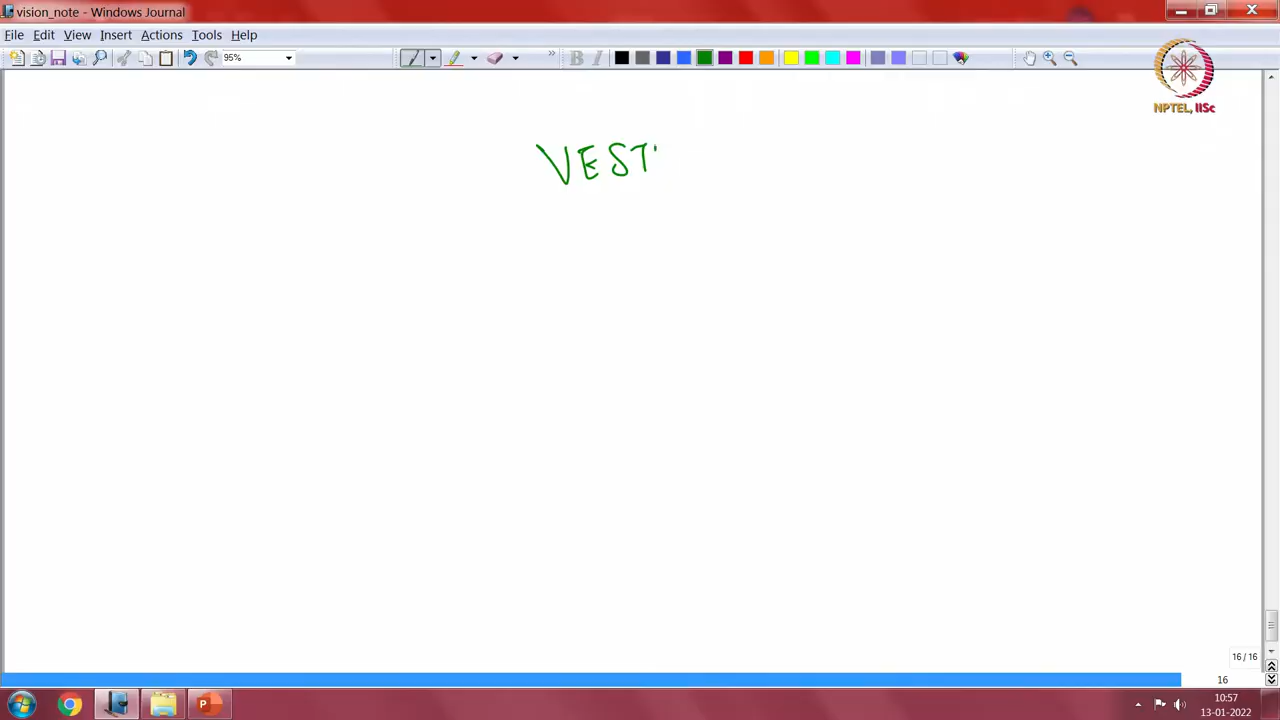 vision_note - Windows Journal
File Edit View Insert Actions Tools Help
95%
B I
NPTEL, IISc
VEST
16 / 16
16
10:57
13-01-2022